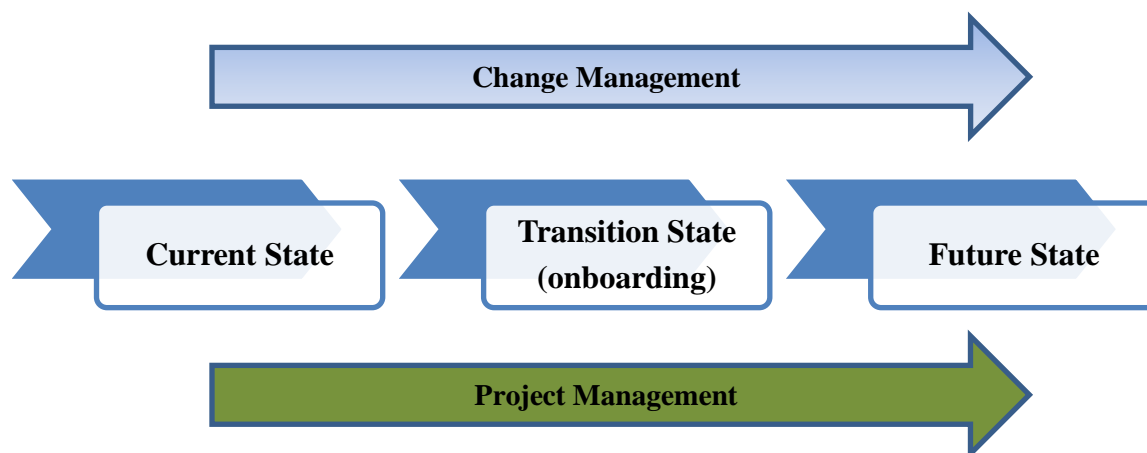 Change Management
Current State
Transition State
(onboarding)
Future State
Project Management